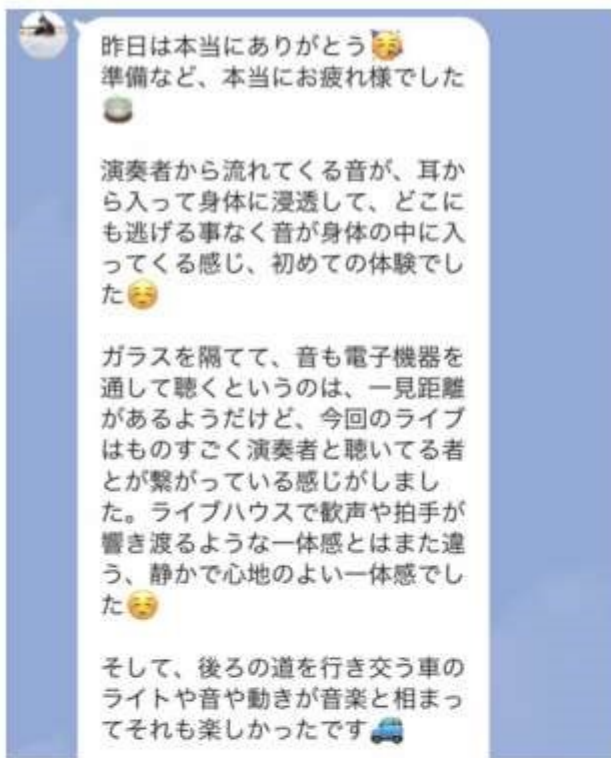 昨日は本当にありがとう🥳
準備など、本当にお疲れ様でした
🍵
演奏者から流れてくる音が、耳か
ら入って身体に浸透して、どこに
も逃げる事なく音が身体の中に入
ってくる感じ、初めての体験でし
た☺️
ガラスを隔てて、音も電子機器を
通して聴くというのは、一見距離
があるようだけど、今回のライブ
はものすごく演奏者と聴いてる者
とが繋がっている感じがしまし
た。ライブハウスで歓声や拍手が
響き渡るような一体感とはまた違
う、静かで心地のよい一体感でし
た☺️
そして、後ろの道を行き交う車の
ライトや音や動きが音楽と相まっ
てそれも楽しかったです🚙